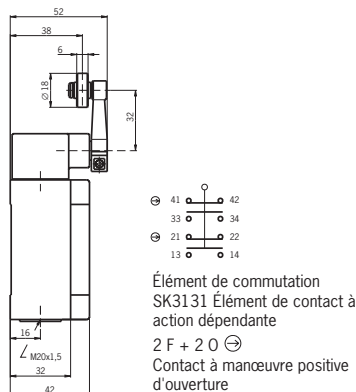 52
38
6
Ø 18
32
41 42
33 34
21 22
13 14
16
M20x1,5
32
42
Élément de commutation
SK3131 Élément de contact à
action dépendante
2 F + 2 O
Contact à manœuvre positive
d'ouverture